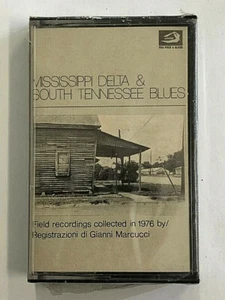 MISSISSIPPI DELTA &
SOUTH TENNESSEE BLUES
Field recordings collected in 1976 by/
Registrazioni di Gianni Marcucci